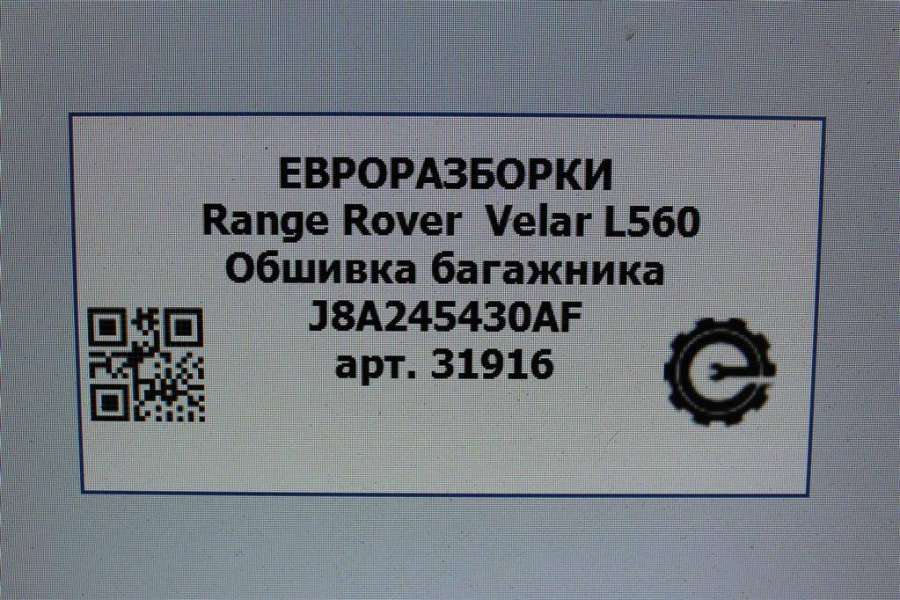 ЕВРОРАЗБОРКИ
Range Rover Velar L560
Обшивка багажника
J8A245430AF
арт. 31916